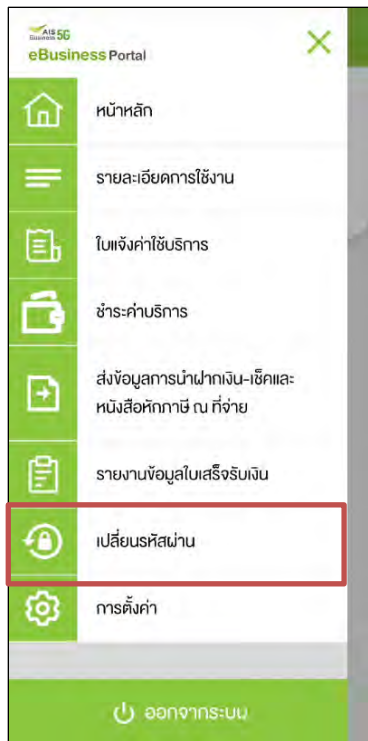 AIS 5G
Business
eBusiness Portal
หน้าหลัก
รายละเอียดการใช้งาน
ใบแจ้งค่าใช้บริการ
ชำระค่าบริการ
ส่งข้อมูลการนำฝากเงิน-เช็คและ
หนังสือหักภาษี ณ ที่จ่าย
รายงานข้อมูลใบเสร็จรับเงิน
เปลี่ยนรหัสผ่าน
การตั้งค่า
ออกจากระบบ